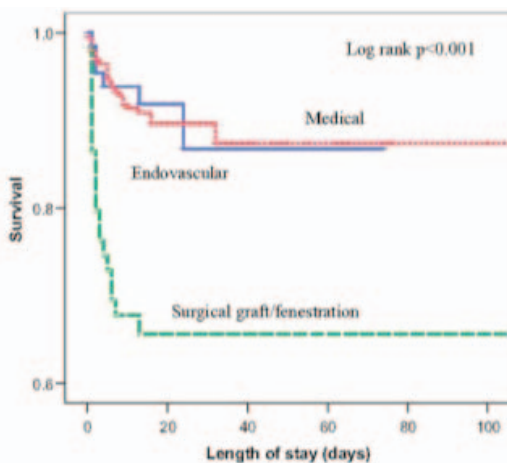 1.0
Log rank p<0.001
Medical
Endovascular
0.8
Survival
Surgical graft/fenestration
0.6
0 20 40 60 80 100
Length of stay (days)